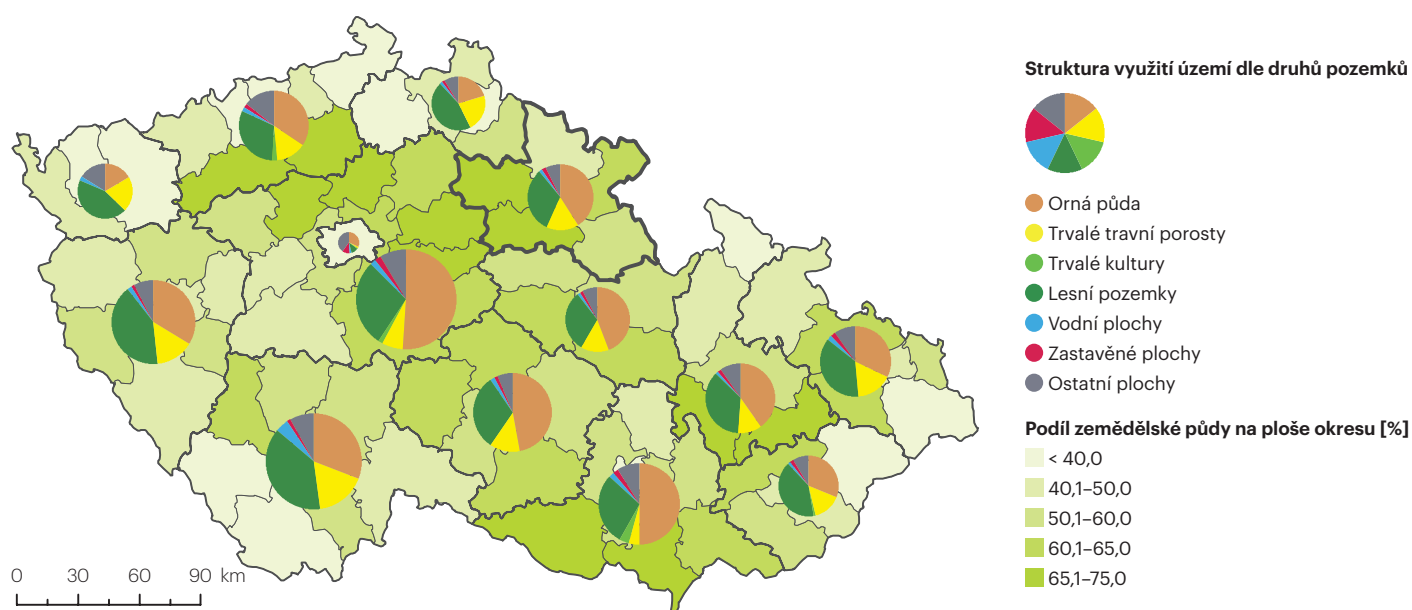 Struktura využití území dle druhů pozemků
Orná půda
Trvalé travní porosty
Trvalé kultury
Lesní pozemky
Vodní plochy
Zastavěné plochy
Ostatní plochy
Podíl zemědělské půdy na ploše okresu [%]
< 40,0
40,1–50,0
50,1–60,0
60,1–65,0
65,1–75,0
0 30 60 90 km